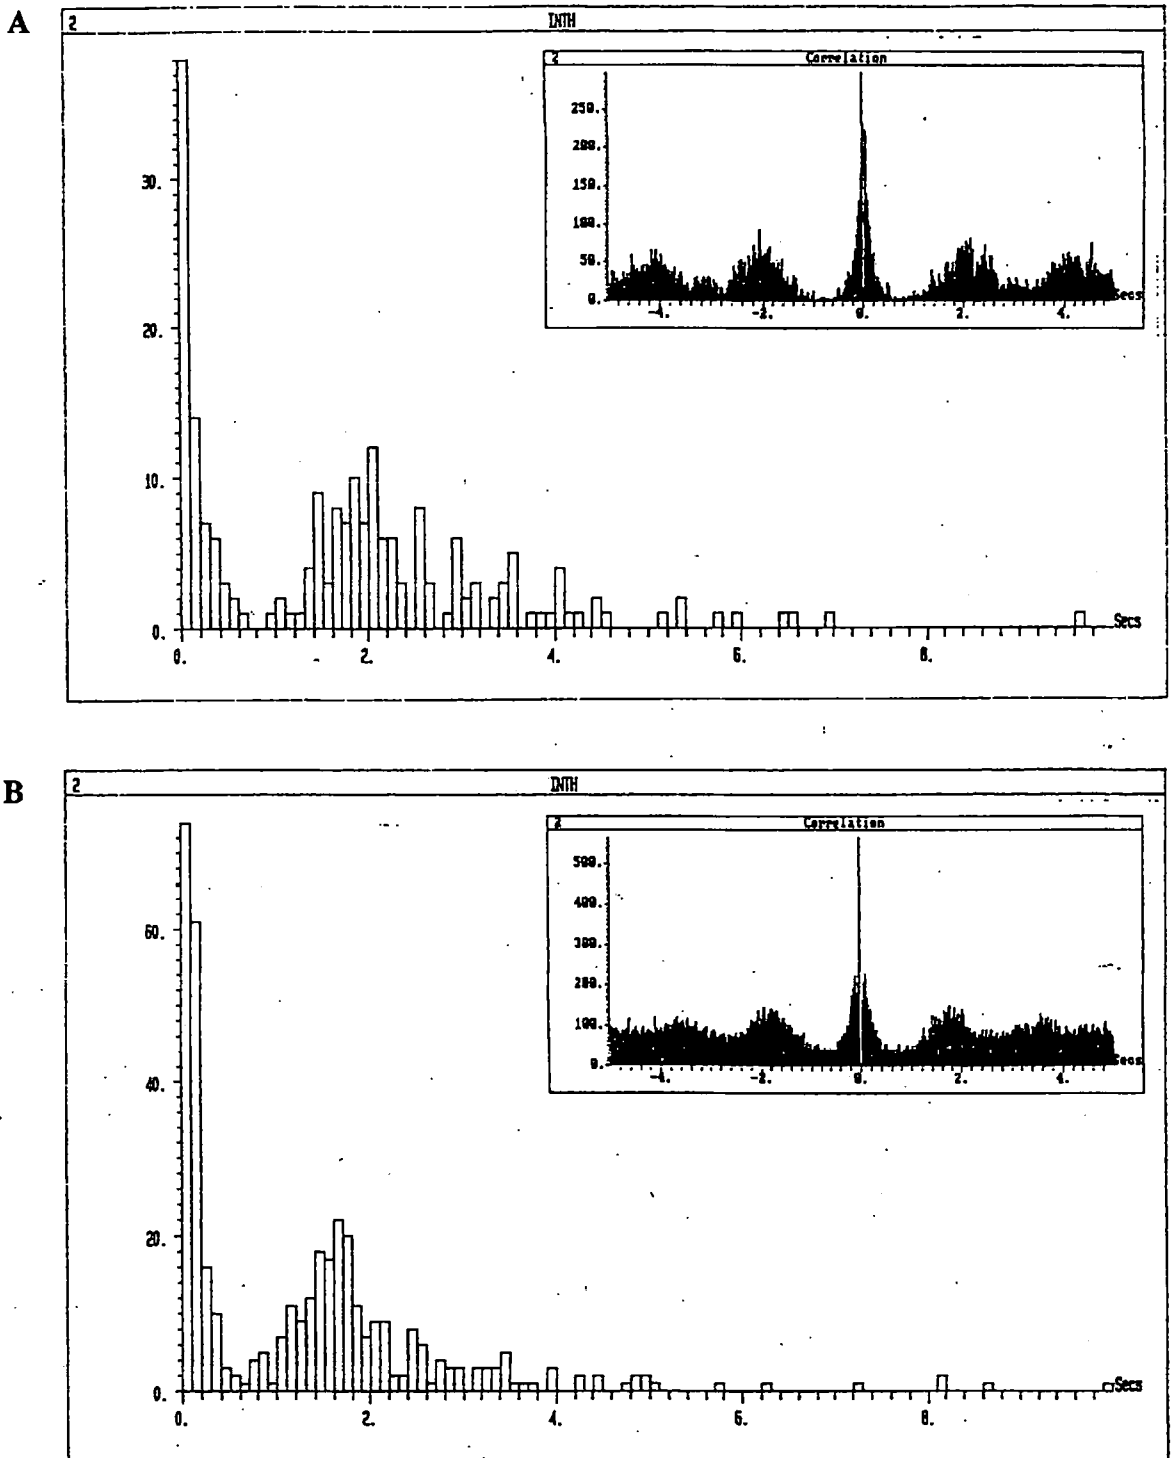 A
2 INTH
2 Correlation
250.
200.
150.
100.
50.
0.
Secs
-4. -2. 0. 2. 4.
30.
20.
10.
0.
Secs
0. 2. 4. 6. 8.
B
2 INTH
2 Correlation
500.
400.
300.
200.
100.
0.
Secs
-4. -2. 0. 2. 4.
60.
40.
20.
0.
Secs
0. 2. 4. 6. 8.